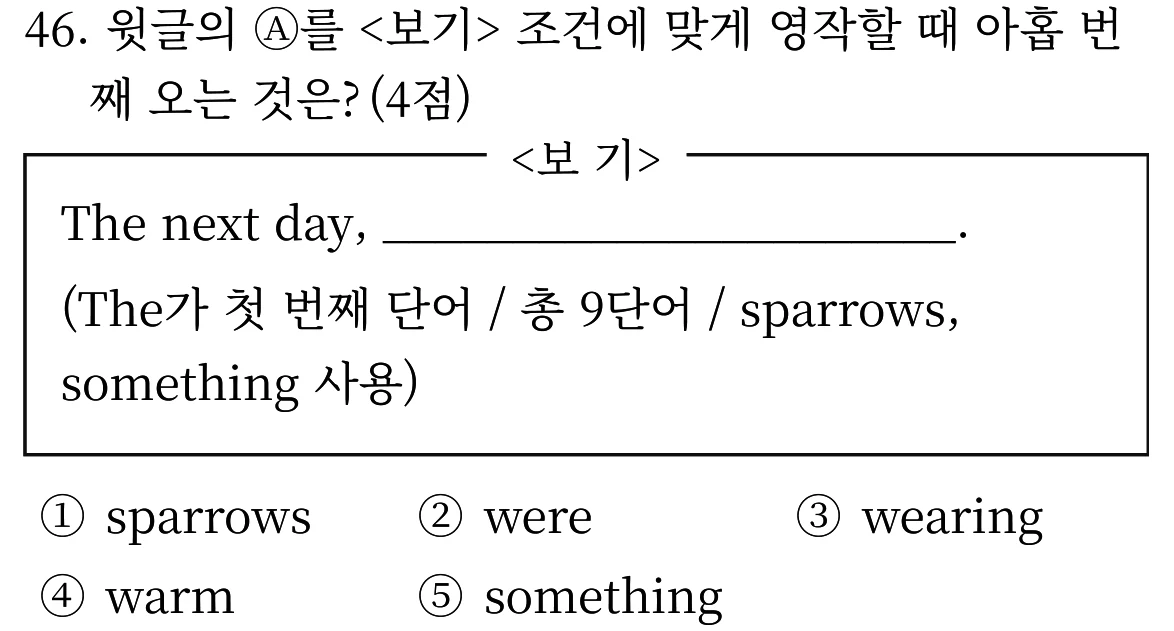 46. 윗글의 Ⓐ를 <보기> 조건에 맞게 영작할 때 아홉 번
째 오는 것은?(4점)
<보 기>
The next day, ______________________.
(The가 첫 번째 단어 / 총 9단어 / sparrows,
something 사용)
① sparrows ② were ③ wearing
④ warm ⑤ something